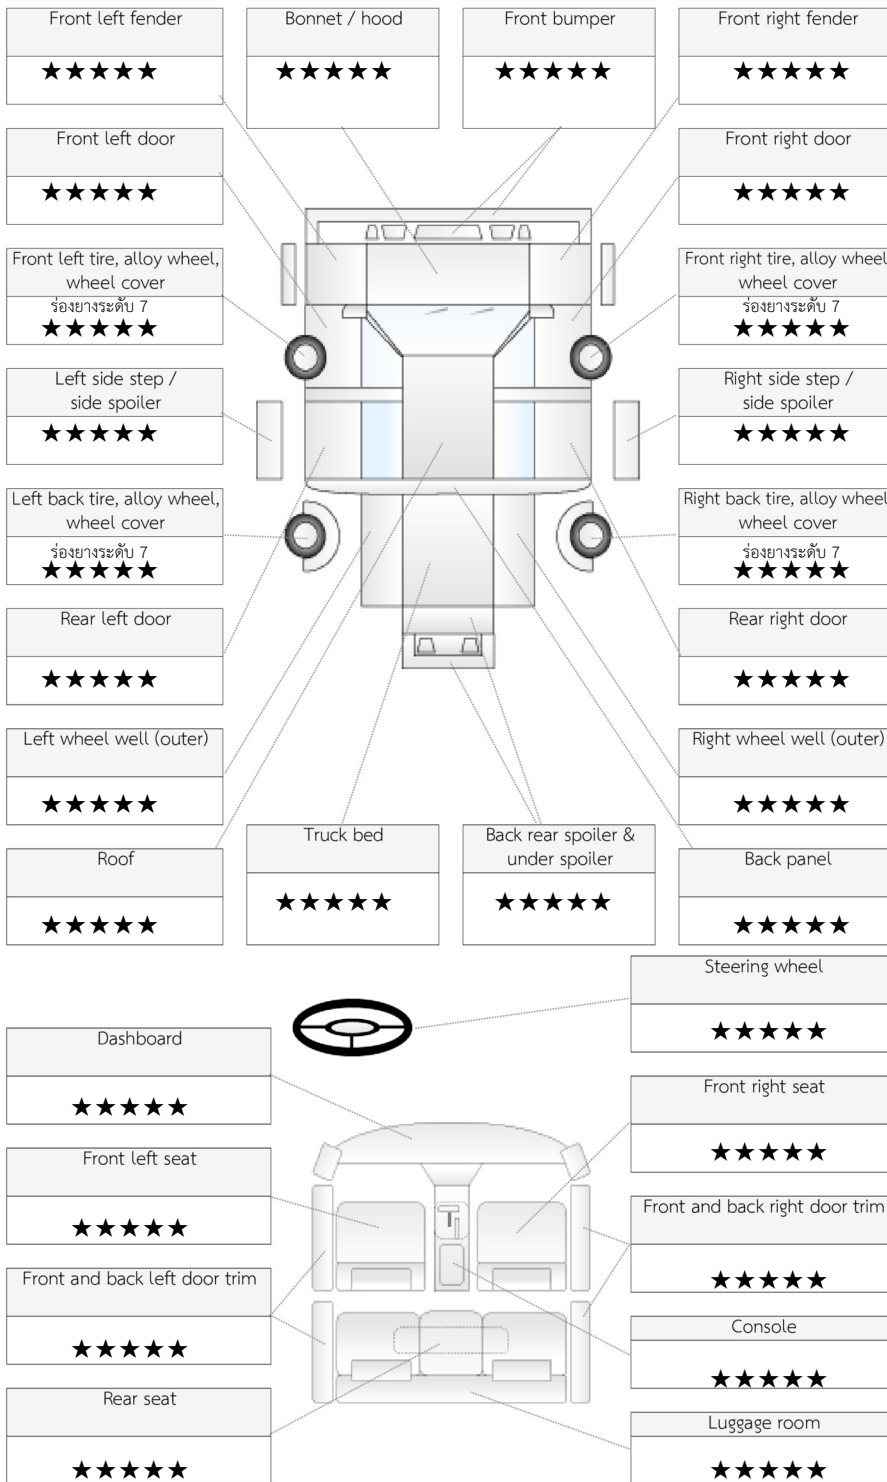 Front left fender
★★★★★
Bonnet / hood
★★★★★
Front bumper
★★★★★
Front right fender
★★★★★
Front left door
★★★★★
Front right door
★★★★★
Front left tire, alloy wheel,
wheel cover
ร่องยางระดับ 7
★★★★★
Front right tire, alloy wheel
wheel cover
ร่องยางระดับ 7
★★★★★
Left side step /
side spoiler
★★★★★
Right side step /
side spoiler
★★★★★
Left back tire, alloy wheel,
wheel cover
ร่องยางระดับ 7
★★★★★
Right back tire, alloy wheel
wheel cover
ร่องยางระดับ 7
★★★★★
Rear left door
★★★★★
Rear right door
★★★★★
Left wheel well (outer)
★★★★★
Right wheel well (outer)
★★★★★
Roof
★★★★★
Truck bed
★★★★★
Back rear spoiler &
under spoiler
★★★★★
Back panel
★★★★★
Steering wheel
★★★★★
Dashboard
★★★★★
Front right seat
★★★★★
Front left seat
★★★★★
Front and back right door trim
★★★★★
Front and back left door trim
★★★★★
Console
★★★★★
Rear seat
★★★★★
Luggage room
★★★★★